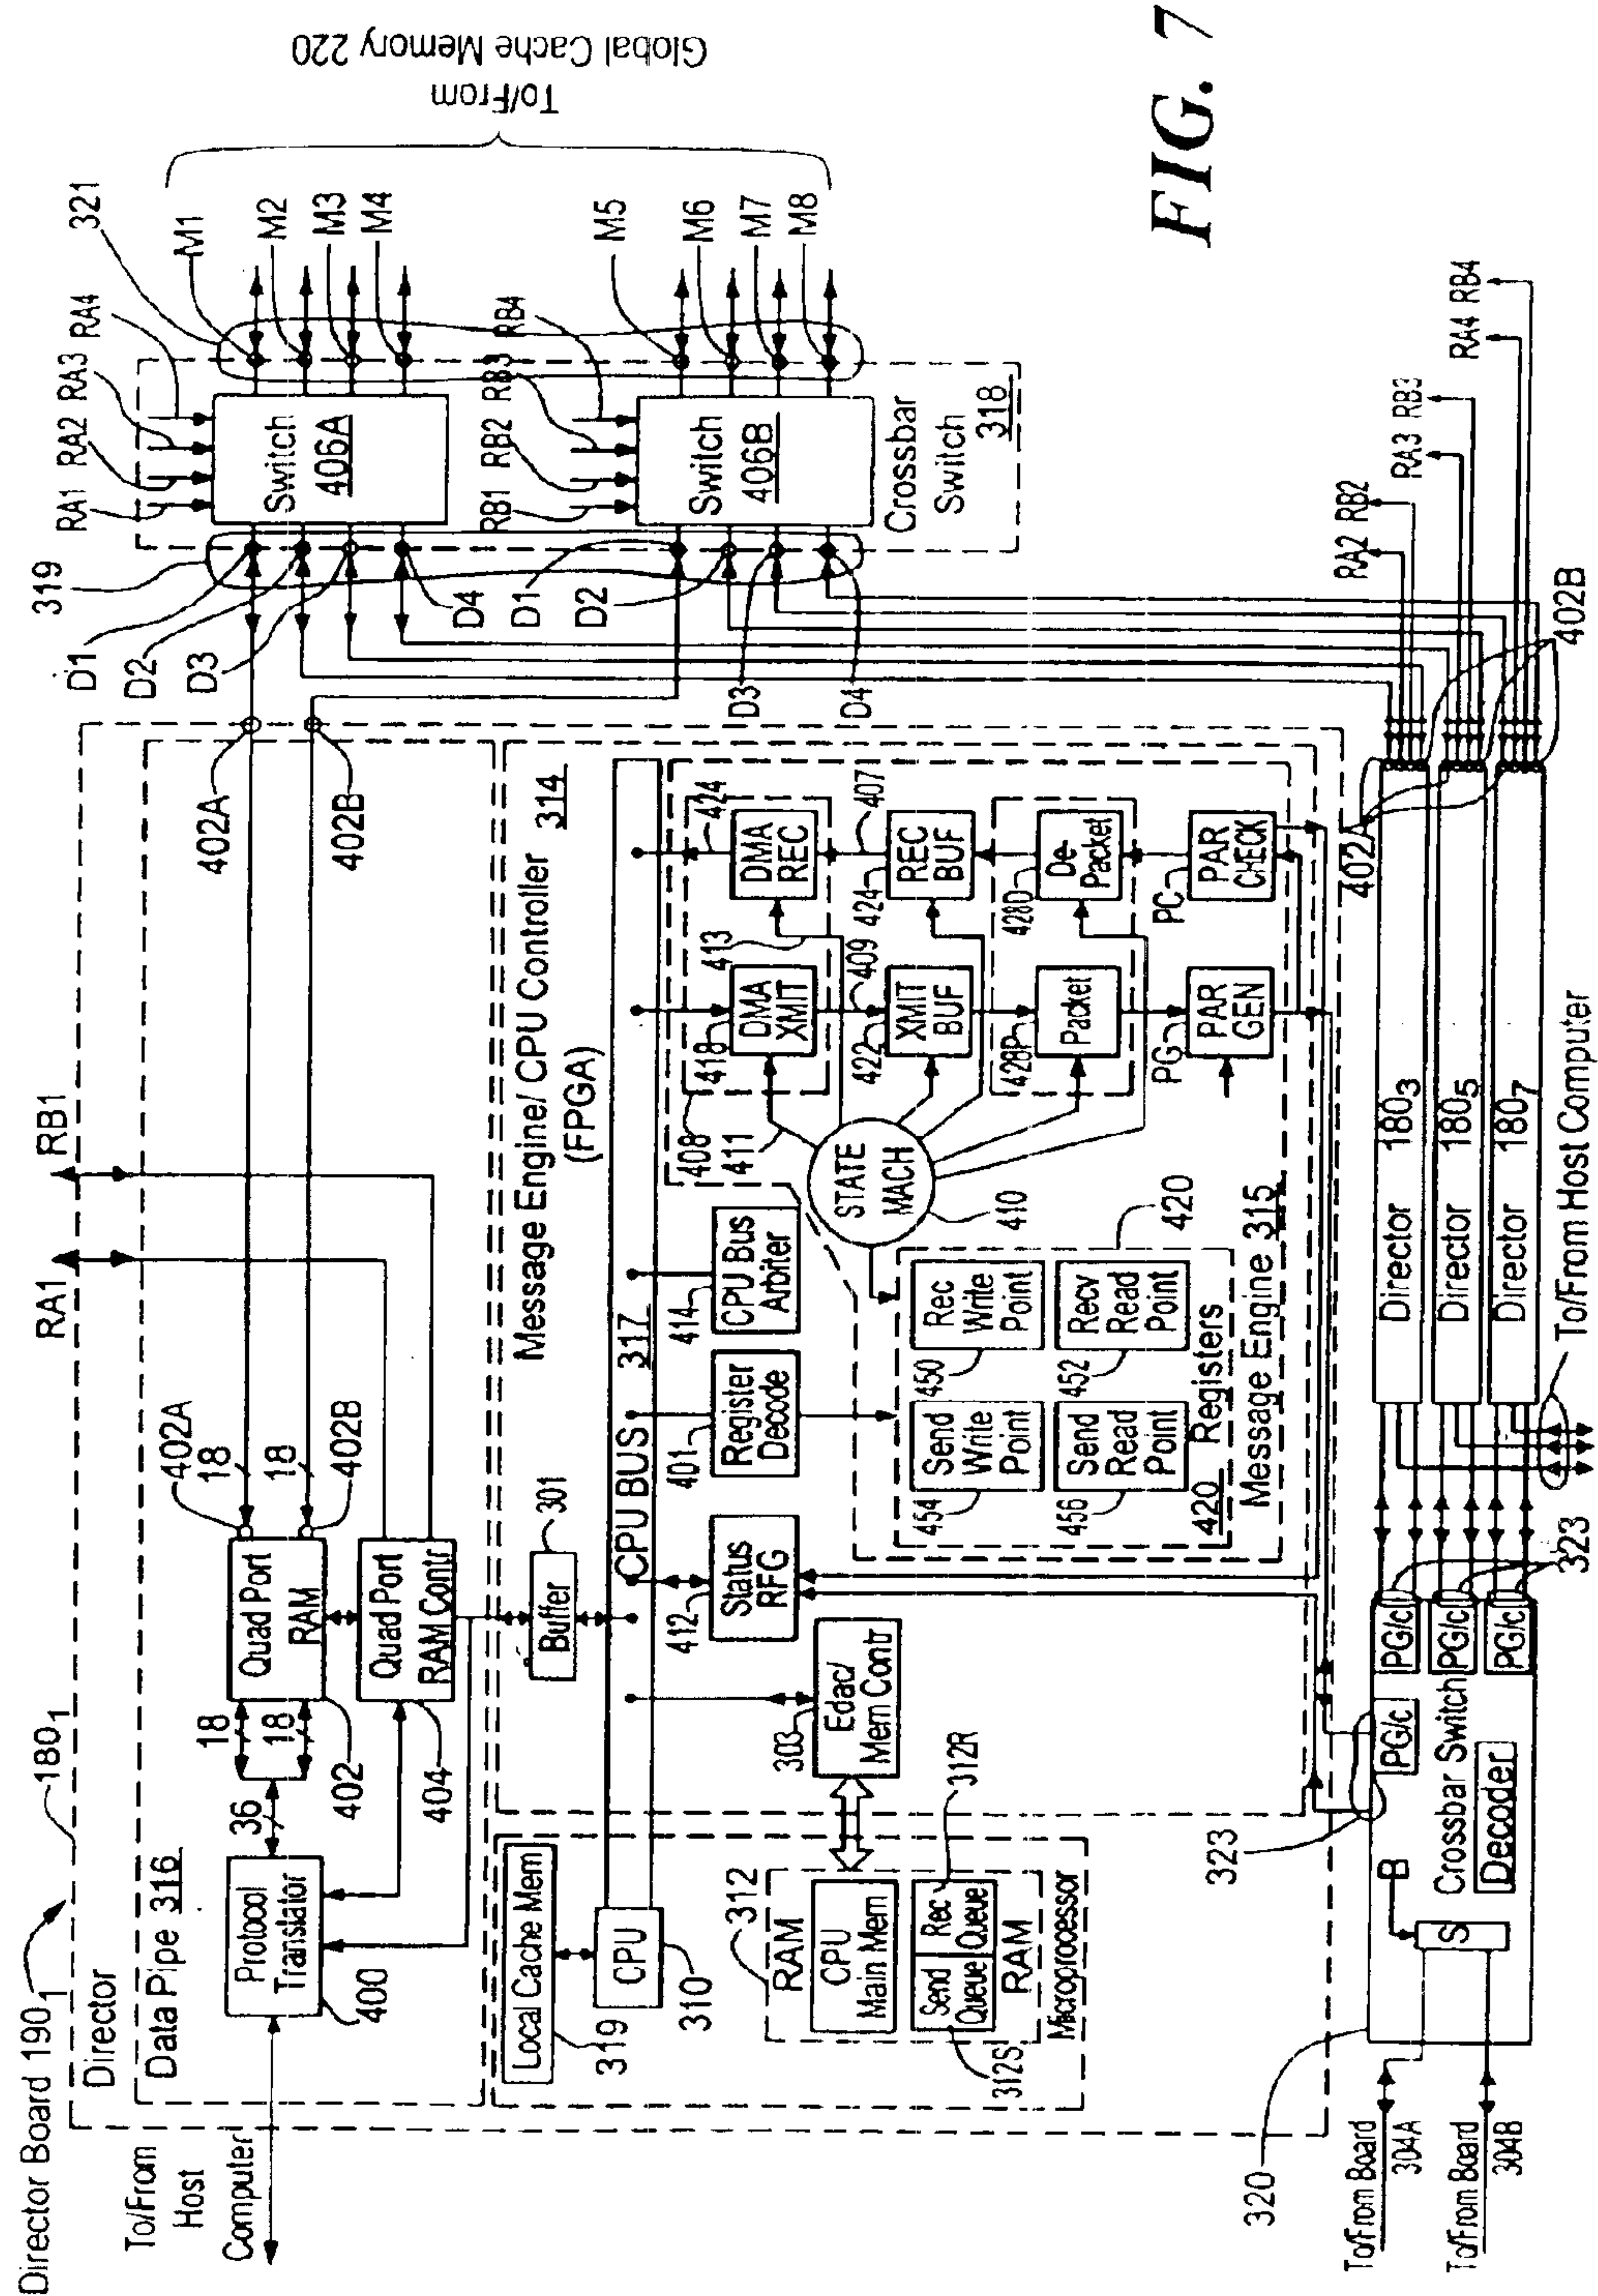 Director Board 190₁
180₁
Director
Data Pipe 316
To/From
Host
Computer
Protocol
Translator
400
36
18
18
402
404
Quad Port
RAM
Quad Port
RAM Contr
402A
18
18
402B
RA1
RB1
402A
402B
319
D1
D2
D3
D4
D1
D2
D3
D4
RA1
RA2
RA3
RA4
Switch
406A
RB1
RB2
RB3
RB4
Switch
406B
Crossbar
Switch
318
321
M1
M2
M3
M4
M5
M6
M7
M8
To/From
Global Cache Memory 220
FIG. 7
Local Cache Mem
319
CPU
310
312
RAM
CPU
Main Mem
Send
Queue
Rec
Queue
RAM
312S
312R
Microprocessor
Message Engine/ CPU Controller
(FPGA)
314
301
Buffer
CPU BUS
317
303
Edac/
Mem Contr
412
Status
RFG
401
Register
Decode
414
CPU Bus
Arbiter
408
411
STATE
MACH
410
418
DMA
XMIT
413
DMA
REC
424
409
407
422
XMIT
BUF
424
REC
BUF
428P
Packet
428D
De-
Packet
PG
PAR
GEN
PC
PAR
CHECK
454
Send
Write
Point
450
Rec
Write
Point
420
456
Send
Read
Point
452
Recv
Read
Point
420 Registers
Message Engine 315
320
To/From Board
304A
To/From Board
304B
S
B
323
PG/c
PG/c
PG/c
PG/c
Crossbar Switch
Decoder
323
Director 180₃
Director 180₅
Director 180₇
To/From Host Computer
402A
402B
RA2 RB2
RA3 RB3
RA4 RB4